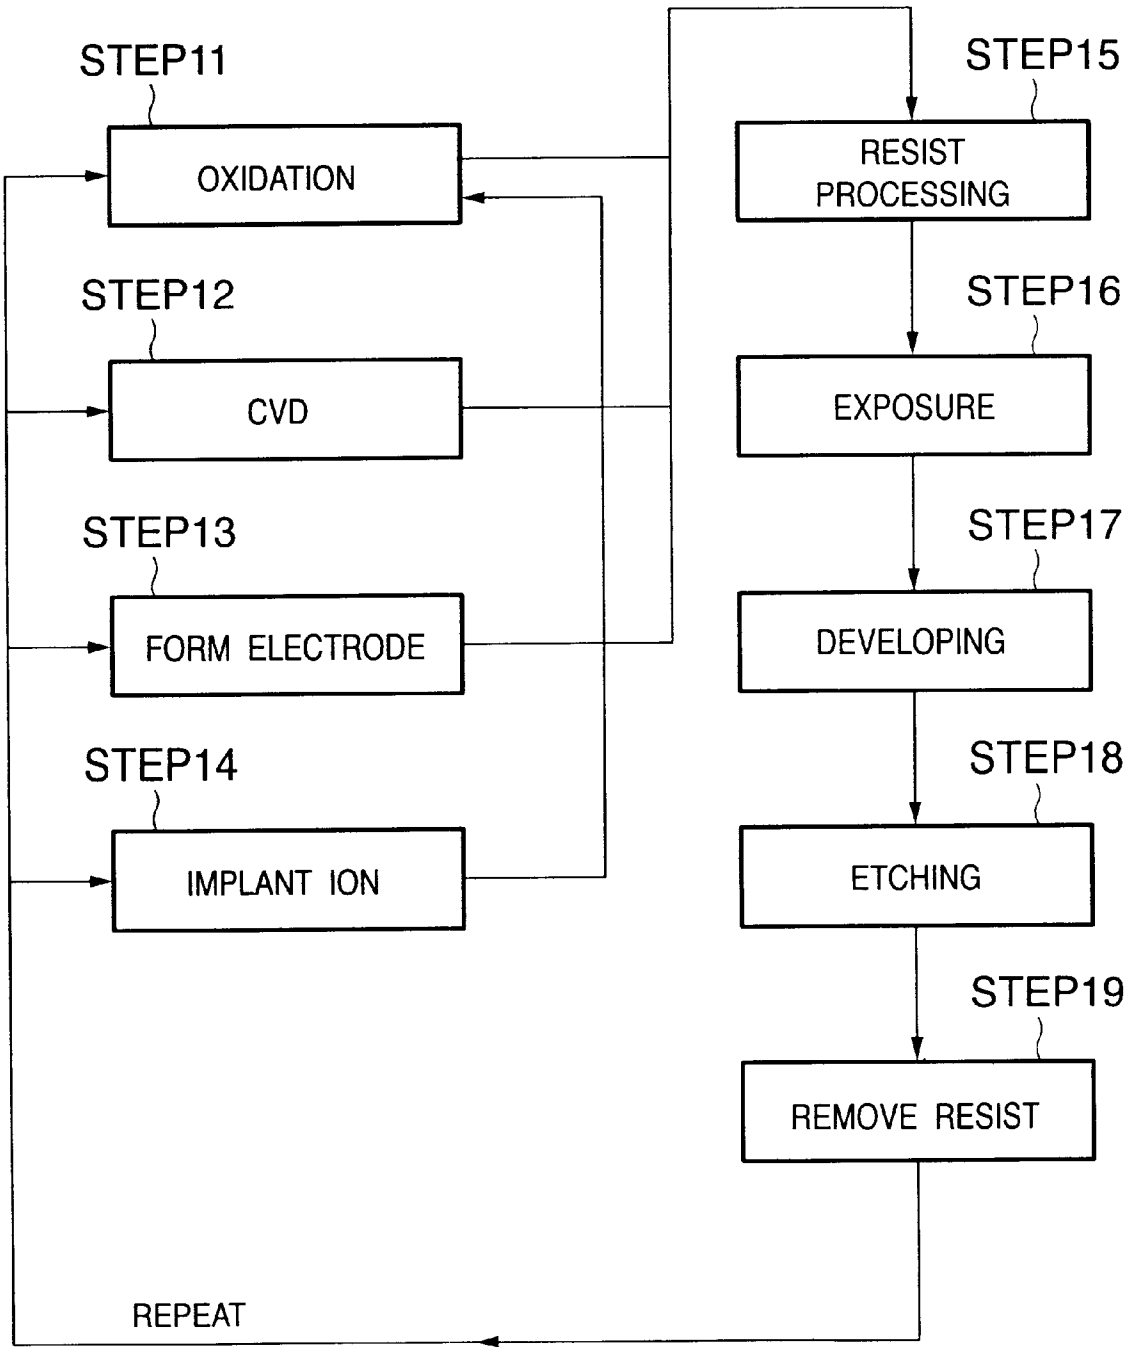 STEP11
OXIDATION
STEP12
CVD
STEP13
FORM ELECTRODE
STEP14
IMPLANT ION
STEP15
RESIST
PROCESSING
STEP16
EXPOSURE
STEP17
DEVELOPING
STEP18
ETCHING
STEP19
REMOVE RESIST
REPEAT